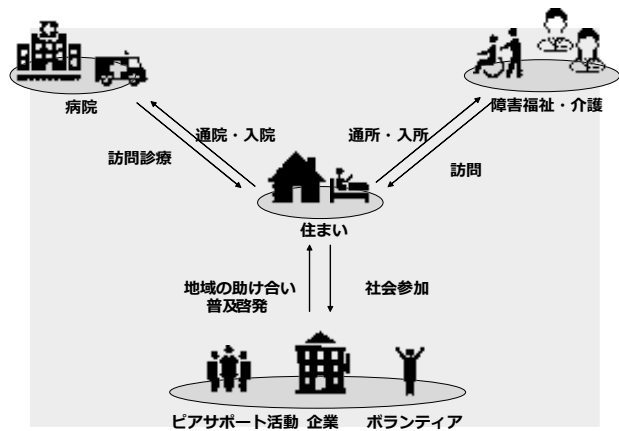 病院
障害福祉・介護
通院・入院
通所・入所
訪問診療
訪問
住まい
地域の助け合い
普及啓発
社会参加
ピアサポート活動
企業
ボランティア